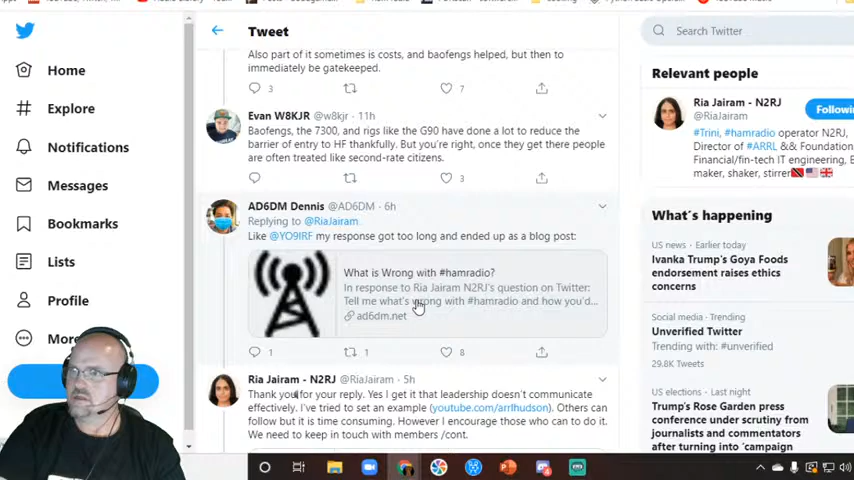 Tweet
Search Twitter
Home
Explore
Notifications
Messages
Bookmarks
Lists
Profile
Mor
Also part of it sometimes is costs, and baofengs helped, but then to
immediately be gatekeeped.
3
7
Evan W8KJR @w8kjr · 11h
Baofengs, the 7300, and rigs like the G90 have done a lot to reduce the
barrier of entry to HF thankfully. But you're right, once they get there people
are often treated like second-rate citizens.
3
AD6DM Dennis @AD6DM · 6h
Replying to @RiaJairam
Like @YO9IRF my response got too long and ended up as a blog post:
What is Wrong with #hamradio?
In response to Ria Jairam N2RJ's question on Twitter:
Tell me what's wrong with #hamradio and how you'd...
ad6dm.net
1
1
8
Ria Jairam - N2RJ @RiaJairam · 5h
Thank you for your reply. Yes I get it that leadership doesn't communicate
effectively. I've tried to set an example (youtube.com/arrlhudson). Others can
follow but it is time consuming. However I encourage those who can to do it.
We need to keep in touch with members /cont.
Relevant people
Ria Jairam - N2RJ
@RiaJairam
Following
#Trini, #hamradio operator N2RJ,
Director of #ARRL && Foundation.
Financial/fin-tech IT engineering, E
maker, shaker, stirrer
What's happening
US news · Earlier today
Ivanka Trump's Goya Foods
endorsement raises ethics
concerns
Social media · Trending
Unverified Twitter
Trending with: #unverified
29.8K Tweets
US elections · Last night
Trump's Rose Garden press
conference under scrutiny from
journalists and commentators
after turning into 'campaign